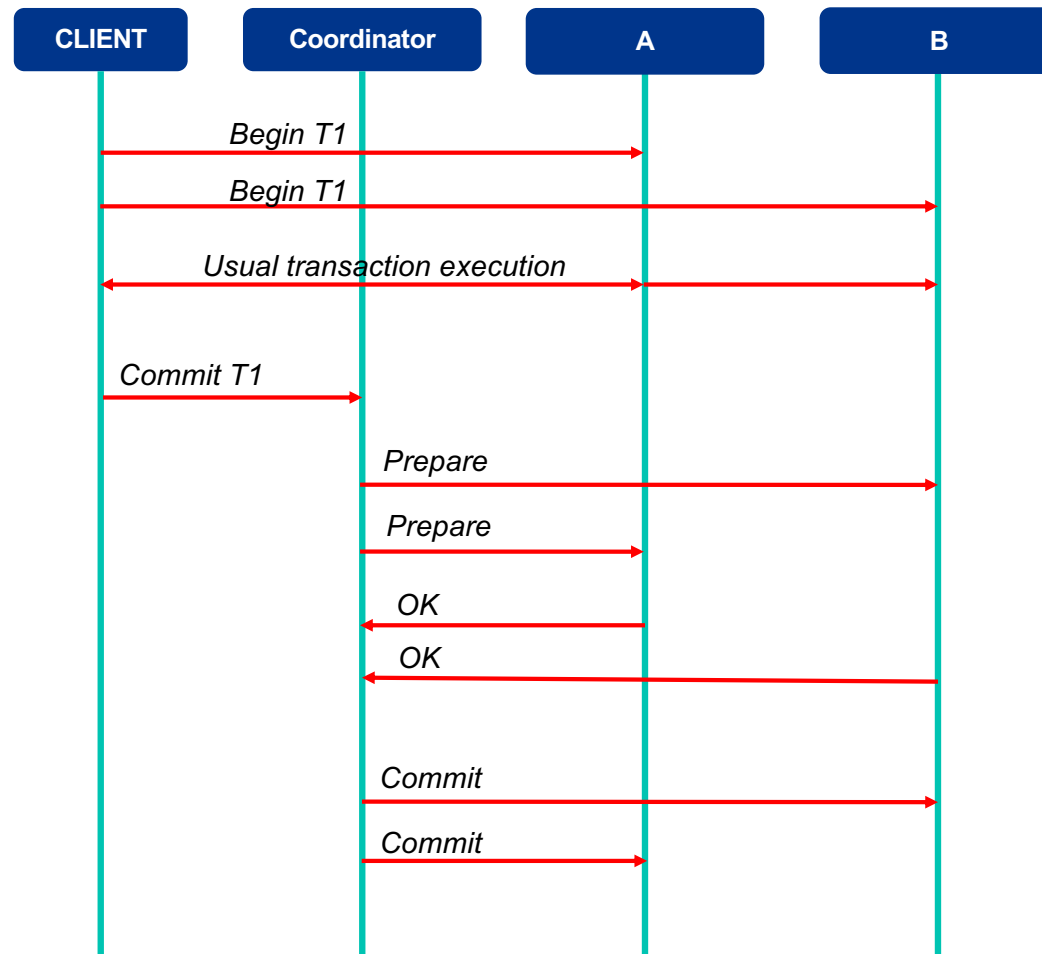 CLIENT
Coordinator
A
B
Begin T1
Begin T1
Usual transaction execution
Commit T1
Prepare
Prepare
OK
OK
Commit
Commit